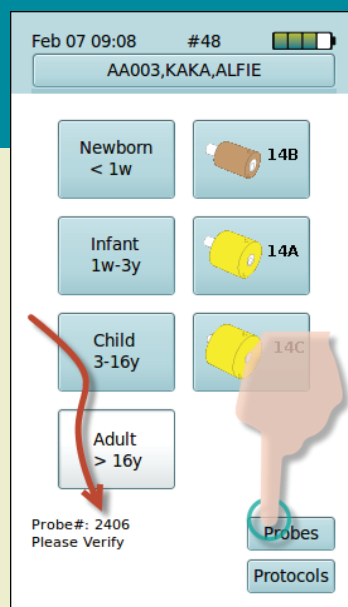 Feb 07 09:08 #48
AA003,KAKA,ALFIE
Newborn
< 1w
14B
Infant
1w-3y
14A
Child
3-16y
14C
Adult
> 16y
Probe#: 2406
Please Verify
Probes
Protocols